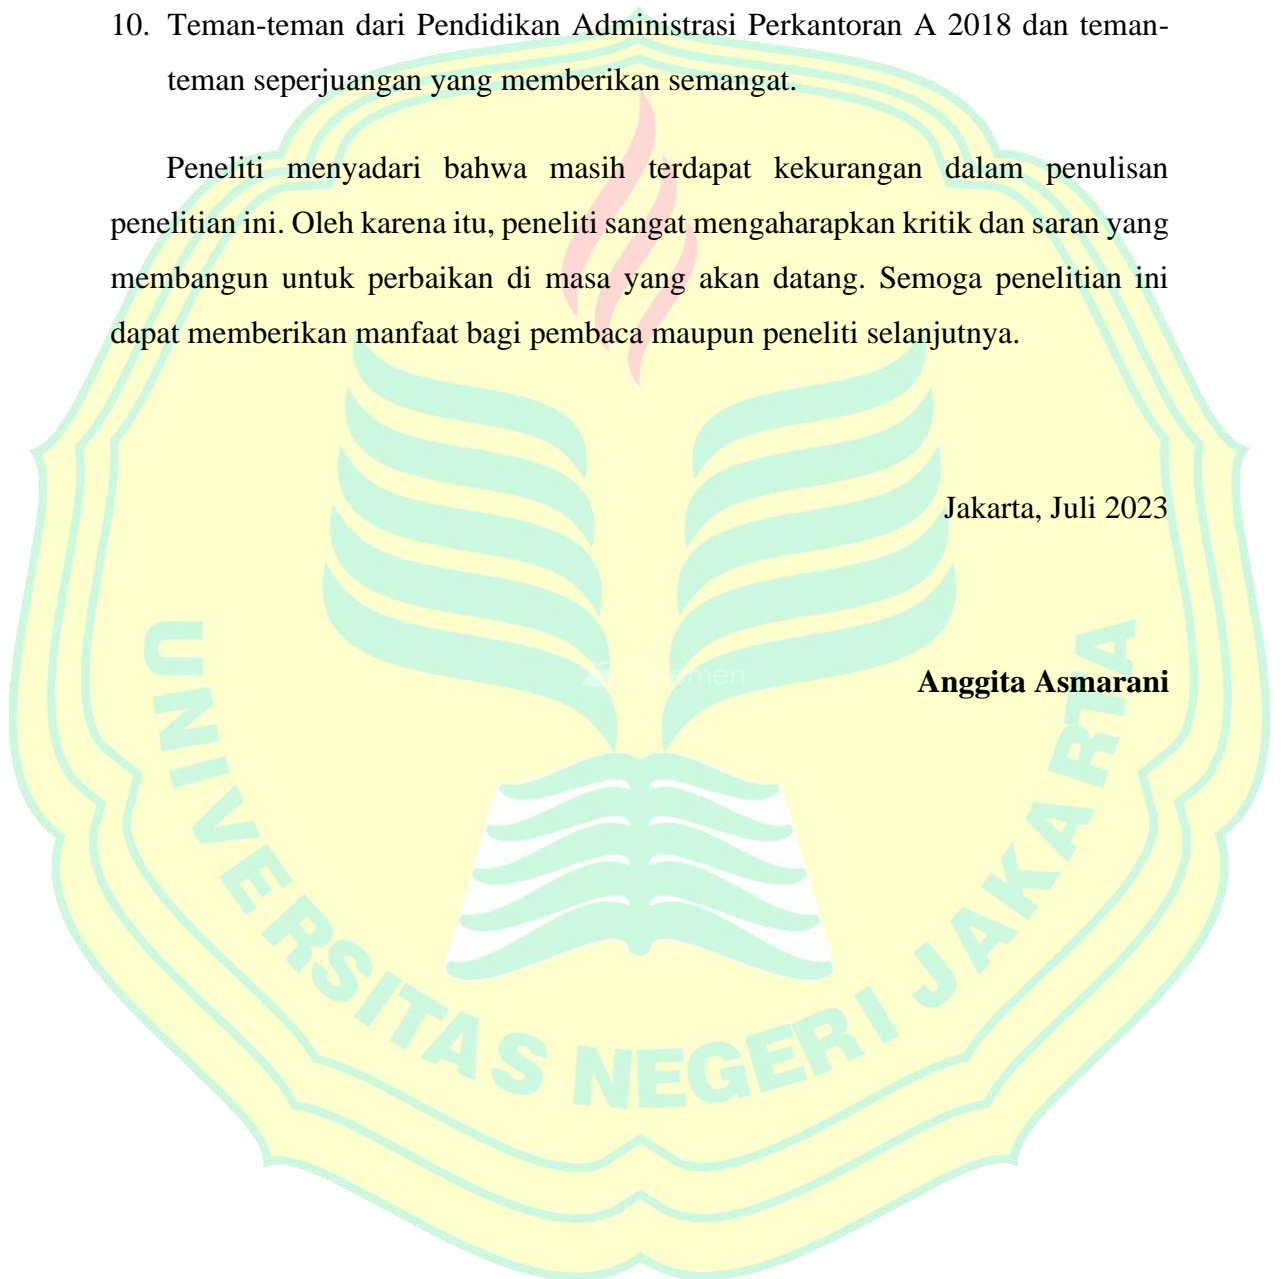 10. Teman-teman dari Pendidikan Administrasi Perkantoran A 2018 dan teman-
teman seperjuangan yang memberikan semangat.
Peneliti menyadari bahwa masih terdapat kekurangan dalam penulisan
penelitian ini. Oleh karena itu, peneliti sangat mengaharapkan kritik dan saran yang
membangun untuk perbaikan di masa yang akan datang. Semoga penelitian ini
dapat memberikan manfaat bagi pembaca maupun peneliti selanjutnya.
Jakarta, Juli 2023
Anggita Asmarani
UNIVERSITAS NEGERI JAKARTA